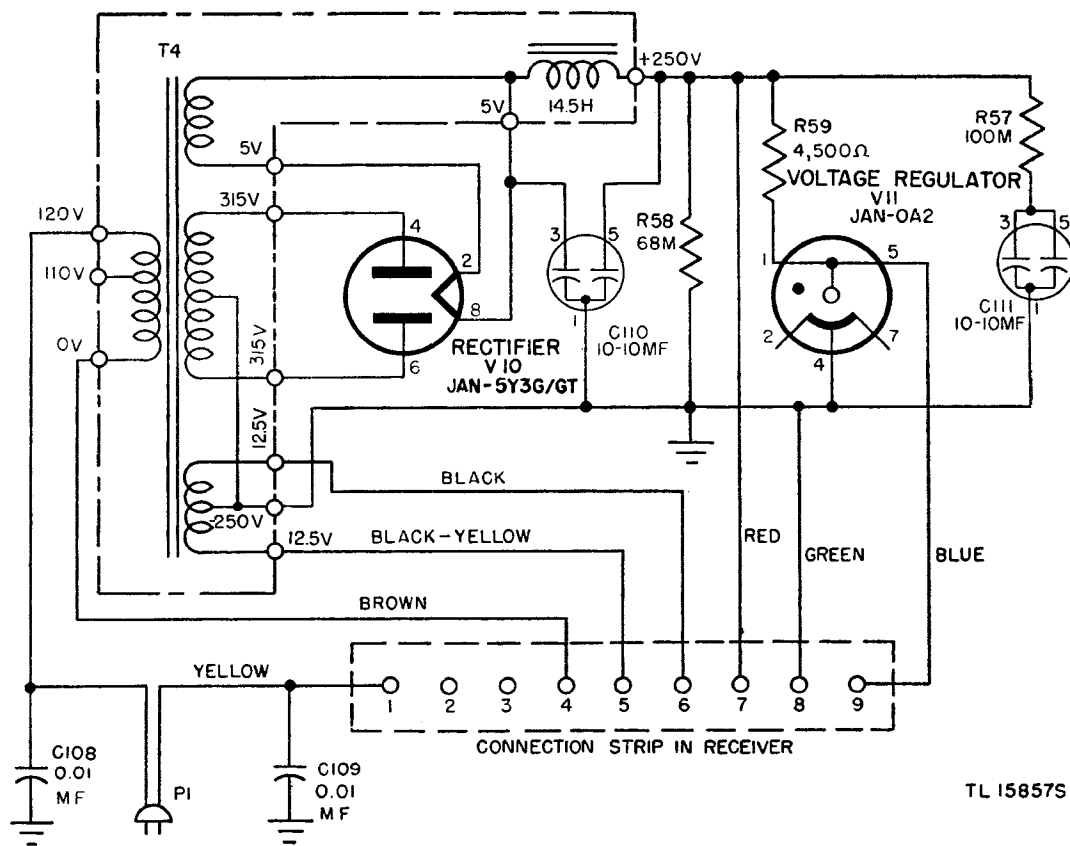 T4
+250V
14.5H
5V
5V
R59
4,500Ω
R57
100M
VOLTAGE REGULATOR
V11
JAN-OA2
315V
120V
4
R58
68M
3 5
3 5
110V
2
1
5
8
0V
1
C110
10-10MF
1
C111
10-10MF
2
7
315V
6
4
RECTIFIER
V10
JAN-5Y3G/GT
12.5V
BLACK
-250V
12.5V
BLACK-YELLOW
RED
GREEN
BLUE
BROWN
YELLOW
1 2 3 4 5 6 7 8 9
CONNECTION STRIP IN RECEIVER
C108
0.01
MF
P1
C109
0.01
MF
TL 15857S